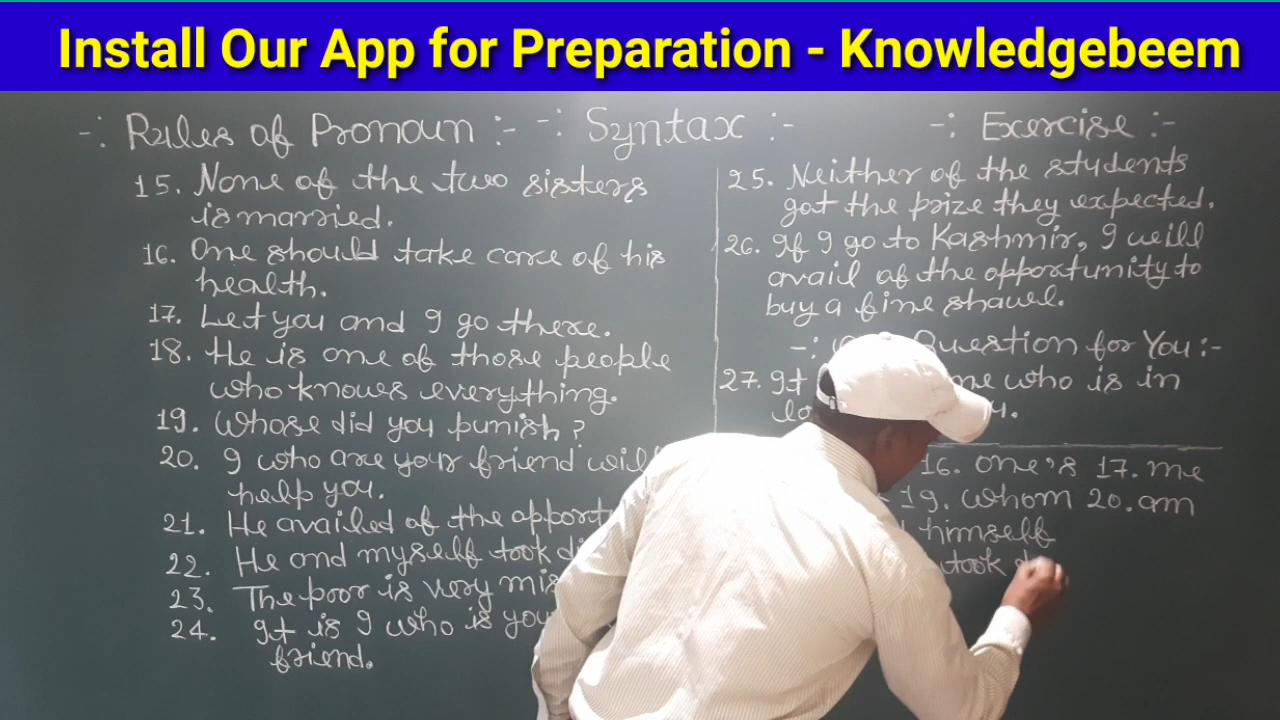 Install Our App for Preparation - Knowledgebeem
-: Rules of Pronoun :- -: Syntax :- -: Exercise :-
15. None of the two sisters
is married.
16. One should take care of his
health.
17. Let you and I go there.
18. He is one of those people
who knows everything.
19. Whose did you punish?
20. I who are your friend will
help you.
21. He availed of the opport
22. He and myself took di
23. The poor is very mis
24. It is I who is you
friend.
25. Neither of the students
got the prize they expected.
26. If I go to Kashmir, I will
avail of the opportunity to
buy a fine shawl.
-: Question for You :-
27. It me who is in
16. one's 17. me
19. whom 20. am
himself
took